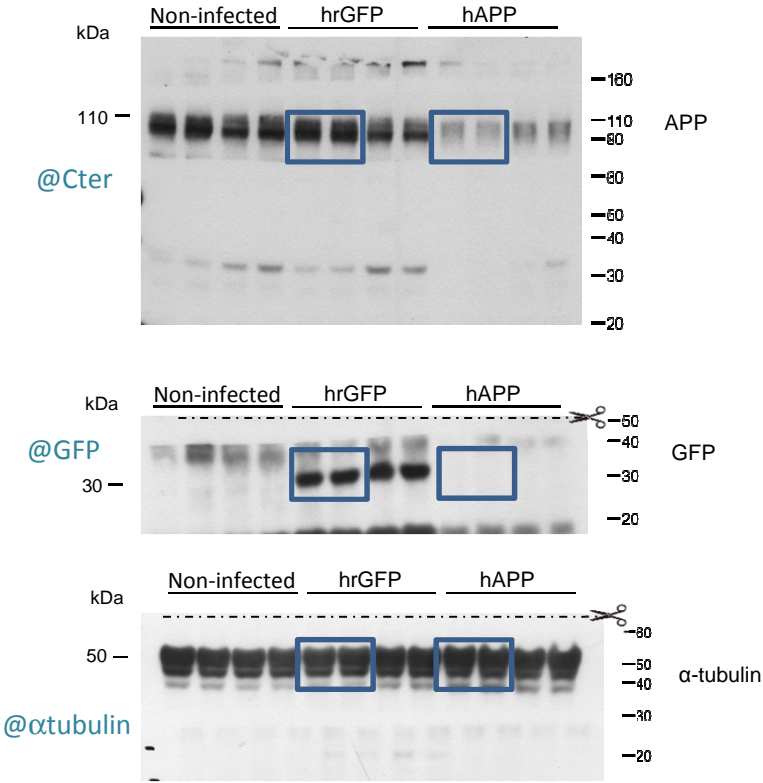 Non-infected hrGFP hAPP
kDa
160
110 110 APP
80
@Cter
60
50
40
30
20
Non-infected hrGFP hAPP
kDa
50
@GFP 40
GFP
30 30
20
Non-infected hrGFP hAPP
kDa
60
50 50
40 α-tubulin
30
@αtubulin
20